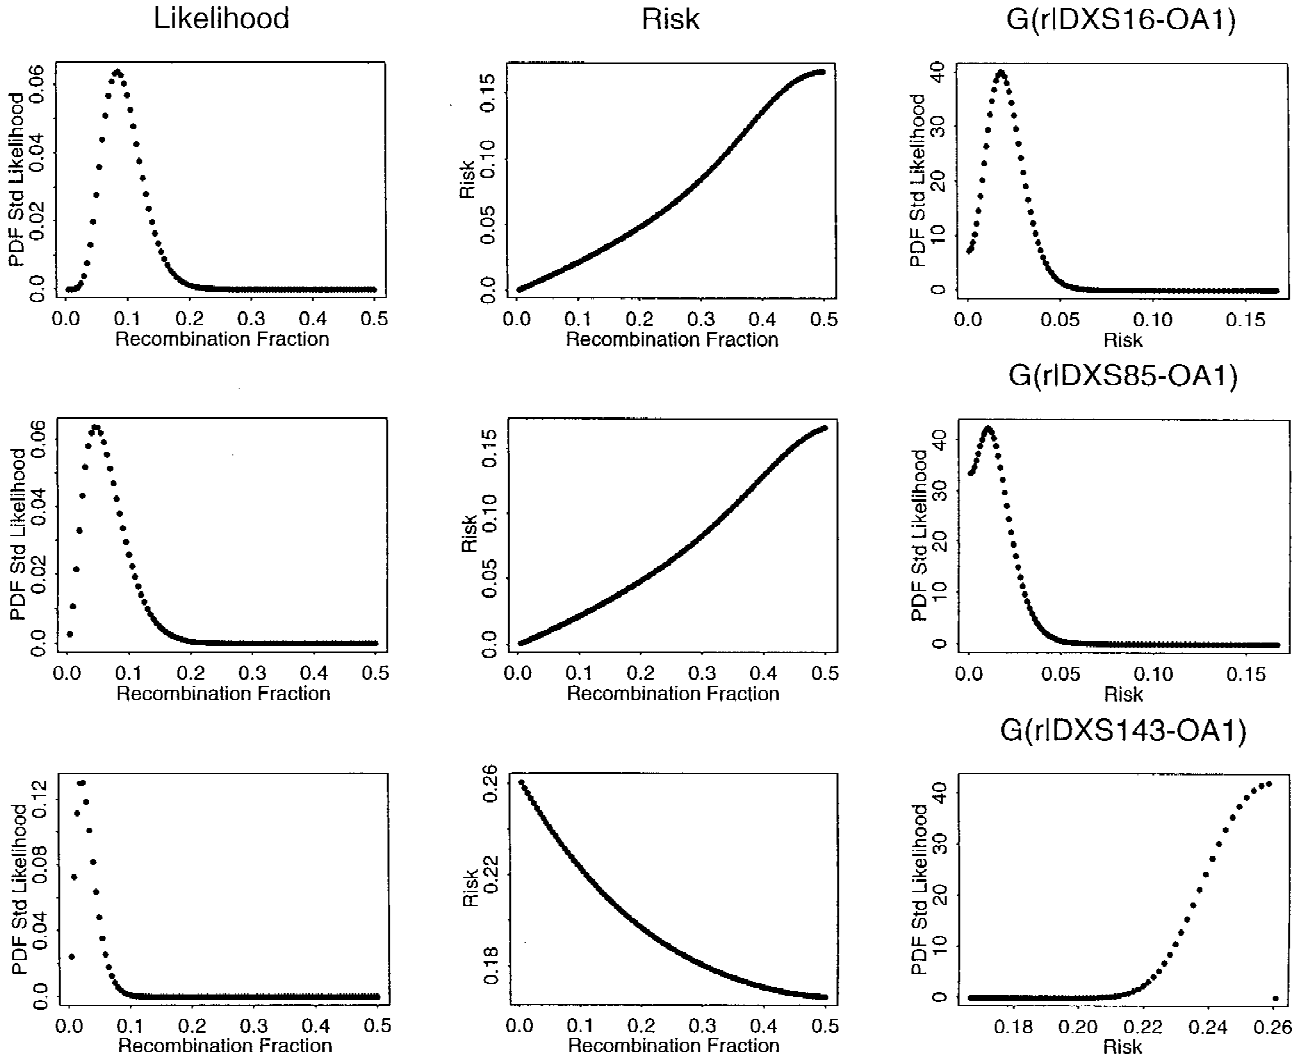 Likelihood
Risk
G(r|DXS16-OA1)
PDF Std Likelihood
0.0 0.02 0.04 0.06
0.0 0.1 0.2 0.3 0.4 0.5
Recombination Fraction
Risk
0.0 0.05 0.10 0.15
0.0 0.1 0.2 0.3 0.4 0.5
Recombination Fraction
PDF Std Likelihood
0 10 20 30 40
0.0 0.05 0.10 0.15
Risk
G(r|DXS85-OA1)
PDF Std Likelihood
0.0 0.02 0.04 0.06
0.0 0.1 0.2 0.3 0.4 0.5
Recombination Fraction
Risk
0.0 0.05 0.10 0.15
0.0 0.1 0.2 0.3 0.4 0.5
Recombination Fraction
PDF Std Likelihood
0 10 20 30 40
0.0 0.05 0.10 0.15
Risk
G(r|DXS143-OA1)
PDF Std Likelihood
0.0 0.04 0.08 0.12
0.0 0.1 0.2 0.3 0.4 0.5
Recombination Fraction
Risk
0.18 0.22 0.26
0.0 0.1 0.2 0.3 0.4 0.5
Recombination Fraction
PDF Std Likelihood
0 10 20 30 40
0.18 0.20 0.22 0.24 0.26
Risk